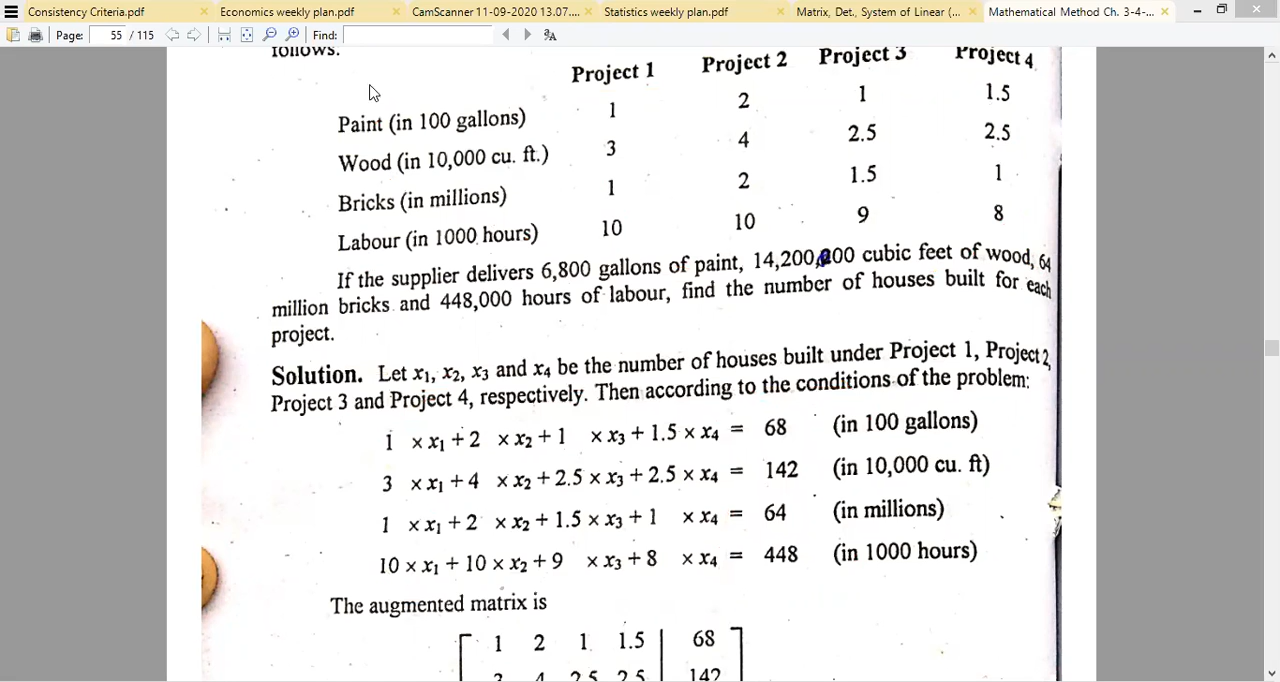 Consistency Criteria.pdf × Economics weekly plan.pdf × CamScanner 11-09-2020 13.07.... × Statistics weekly plan.pdf × Matrix, Det., System of Linear (... × Mathematical Method Ch. 3-4-... ×
Page: 55 / 115 Find:
follows.
Project 1 Project 2 Project 3 Project 4
Paint (in 100 gallons) 1 2 1 1.5
Wood (in 10,000 cu. ft.) 3 4 2.5 2.5
Bricks (in millions) 1 2 1.5 1
Labour (in 1000 hours) 10 10 9 8
If the supplier delivers 6,800 gallons of paint, 14,200,000 cubic feet of wood, 64
million bricks and 448,000 hours of labour, find the number of houses built for each
project.
Solution. Let x₁, x₂, x₃ and x₄ be the number of houses built under Project 1, Project 2,
Project 3 and Project 4, respectively. Then according to the conditions of the problem:
1 × x₁ + 2 × x₂ + 1 × x₃ + 1.5 × x₄ = 68 (in 100 gallons)
3 × x₁ + 4 × x₂ + 2.5 × x₃ + 2.5 × x₄ = 142 (in 10,000 cu. ft)
1 × x₁ + 2 × x₂ + 1.5 × x₃ + 1 × x₄ = 64 (in millions)
10 × x₁ + 10 × x₂ + 9 × x₃ + 8 × x₄ = 448 (in 1000 hours)
The augmented matrix is
1 2 1 1.5 | 68
3 4 2.5 2.5 | 142